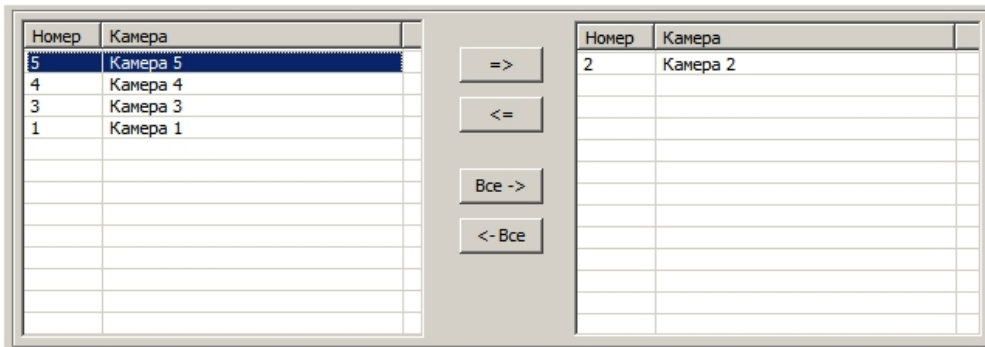 Номер Камера
5 Камера 5
4 Камера 4
3 Камера 3
1 Камера 1
=>
<=
Все ->
<- Все
Номер Камера
2 Камера 2